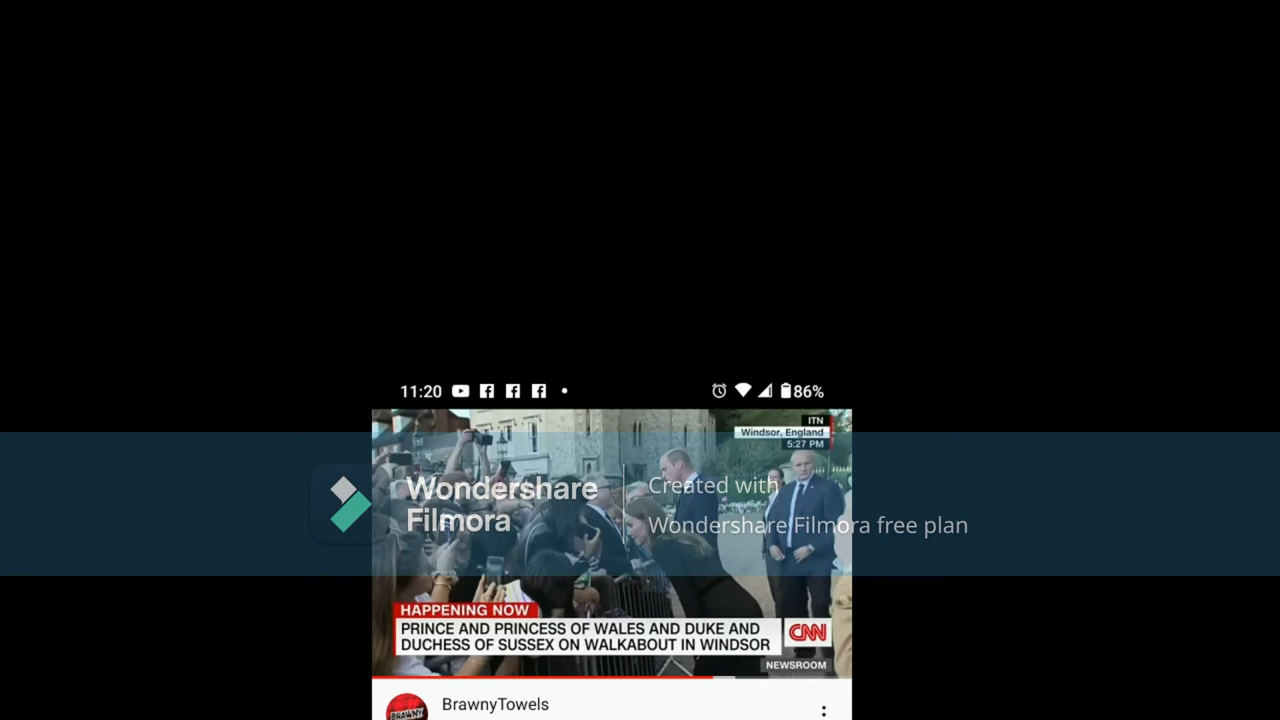 11:20
86%
ITN
Windsor, England
5:27 PM
Wondershare
Filmora
Created with
Wondershare Filmora free plan
HAPPENING NOW
PRINCE AND PRINCESS OF WALES AND DUKE AND
DUCHESS OF SUSSEX ON WALKABOUT IN WINDSOR
CNN
NEWSROOM
BrawnyTowels
BRAWNY